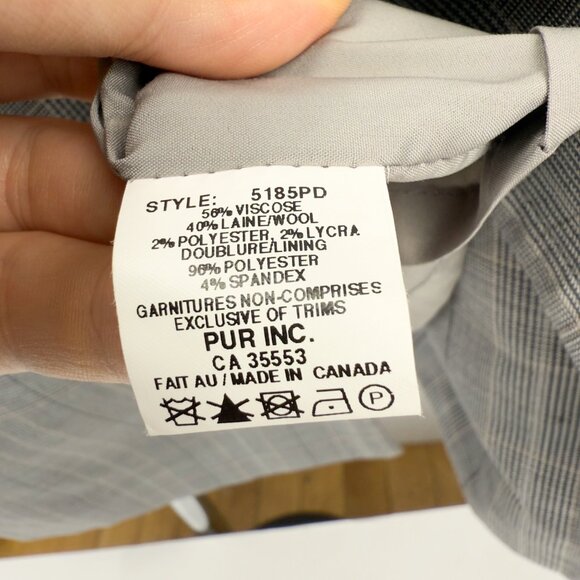 STYLE: 5185PD
56% VISCOSE
40% LAINE/WOOL
2% POLYESTER, 2% LYCRA
DOUBLURE/LINING
96% POLYESTER
4% SPANDEX
GARNITURES NON-COMPRISES
EXCLUSIVE OF TRIMS
PUR INC.
CA 35553
FAIT AU / MADE IN CANADA
P